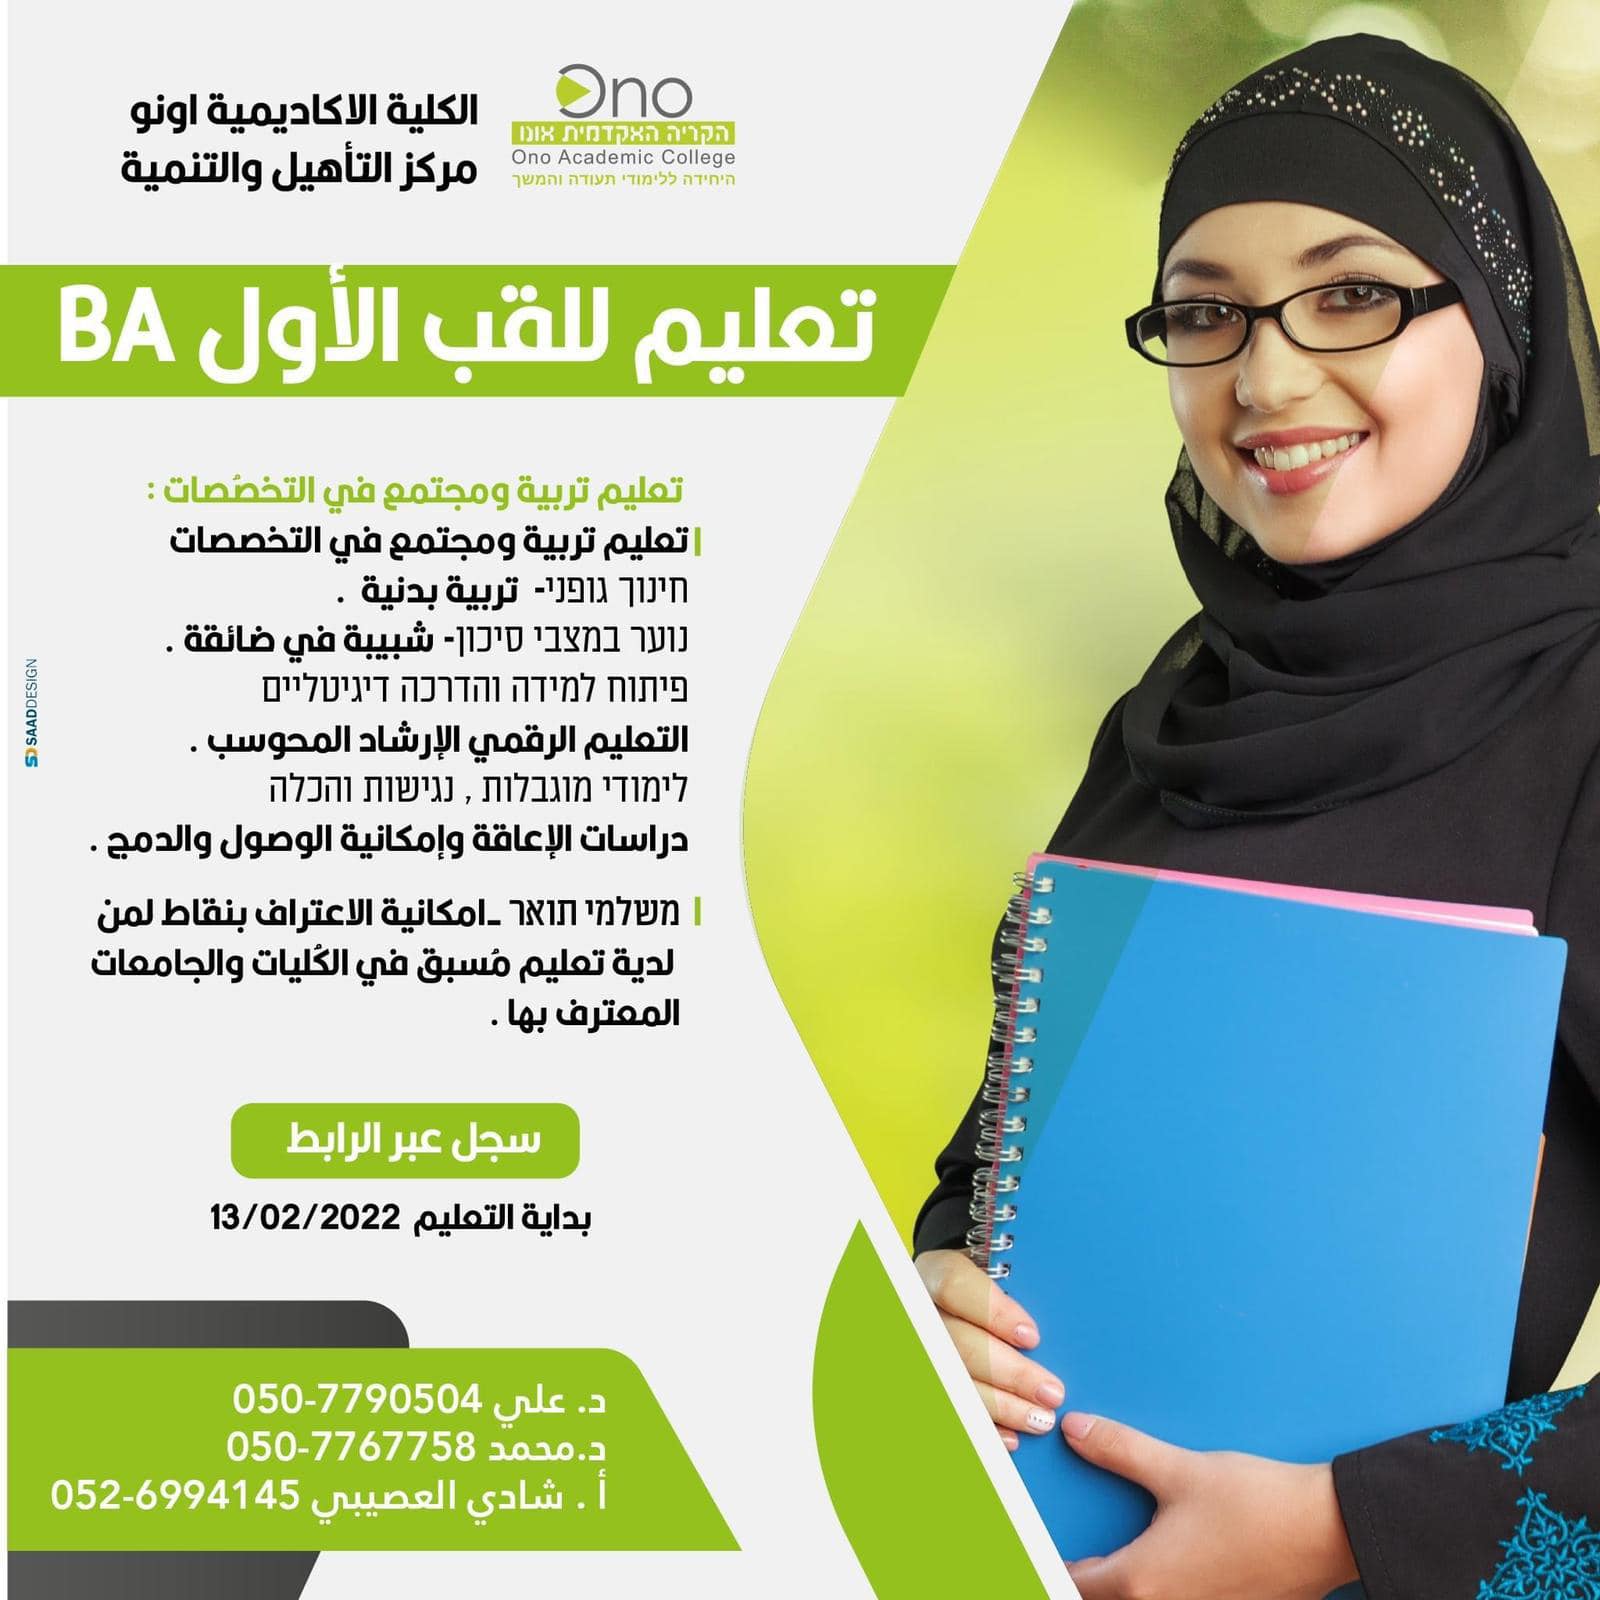 الكلية الاكاديمية اونو
مركز التأهيل والتنمية
Ono
הקריה האקדמית אונו
Ono Academic College
היחידה ללימודי תעודה והמשך
تعليم للقب الأول BA
تعليم تربية ومجتمع في التخصُصات :
تعليم تربية ومجتمع في التخصصات
חינוך גופני- تربية بدنية .
נוער במצבי סיכון- شبيبة في ضائقة .
פיתוח למידה והדרכה דיגיטליים
التعليم الرقمي الإرشاد المحوسب .
לימודי מוגבלות , נגישות והכלה
دراسات الإعاقة وإمكانية الوصول والدمج .
משלמי תואר ـامكانية الاعتراف بنقاط لمن
لدية تعليم مُسبق في الكُليات والجامعات
المعترف بها .
سجل عبر الرابط
بداية التعليم 13/02/2022
د. علي 050-7790504
د.محمد 050-7767758
أ . شادي العصيبي 052-6994145
SD SAADDESIGN